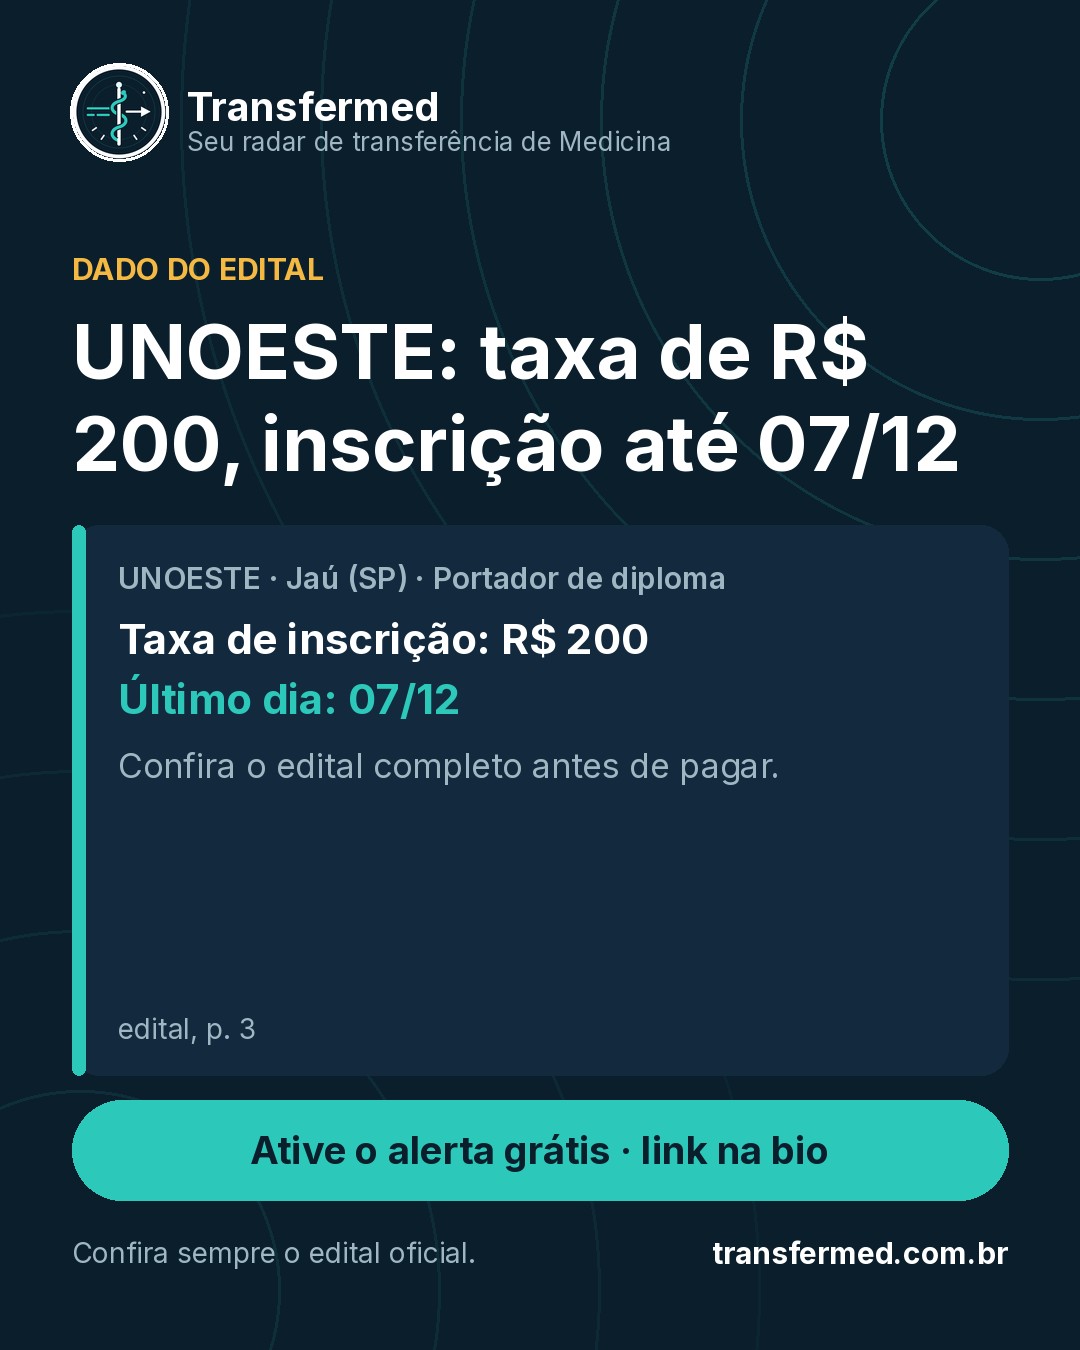 Transfermed
Seu radar de transferência de Medicina
DADO DO EDITAL
UNOESTE: taxa de R$
200, inscrição até 07/12
UNOESTE · Jaú (SP) · Portador de diploma
Taxa de inscrição: R$ 200
Último dia: 07/12
Confira o edital completo antes de pagar.
edital, p. 3
Ative o alerta grátis · link na bio
Confira sempre o edital oficial.
transfermed.com.br